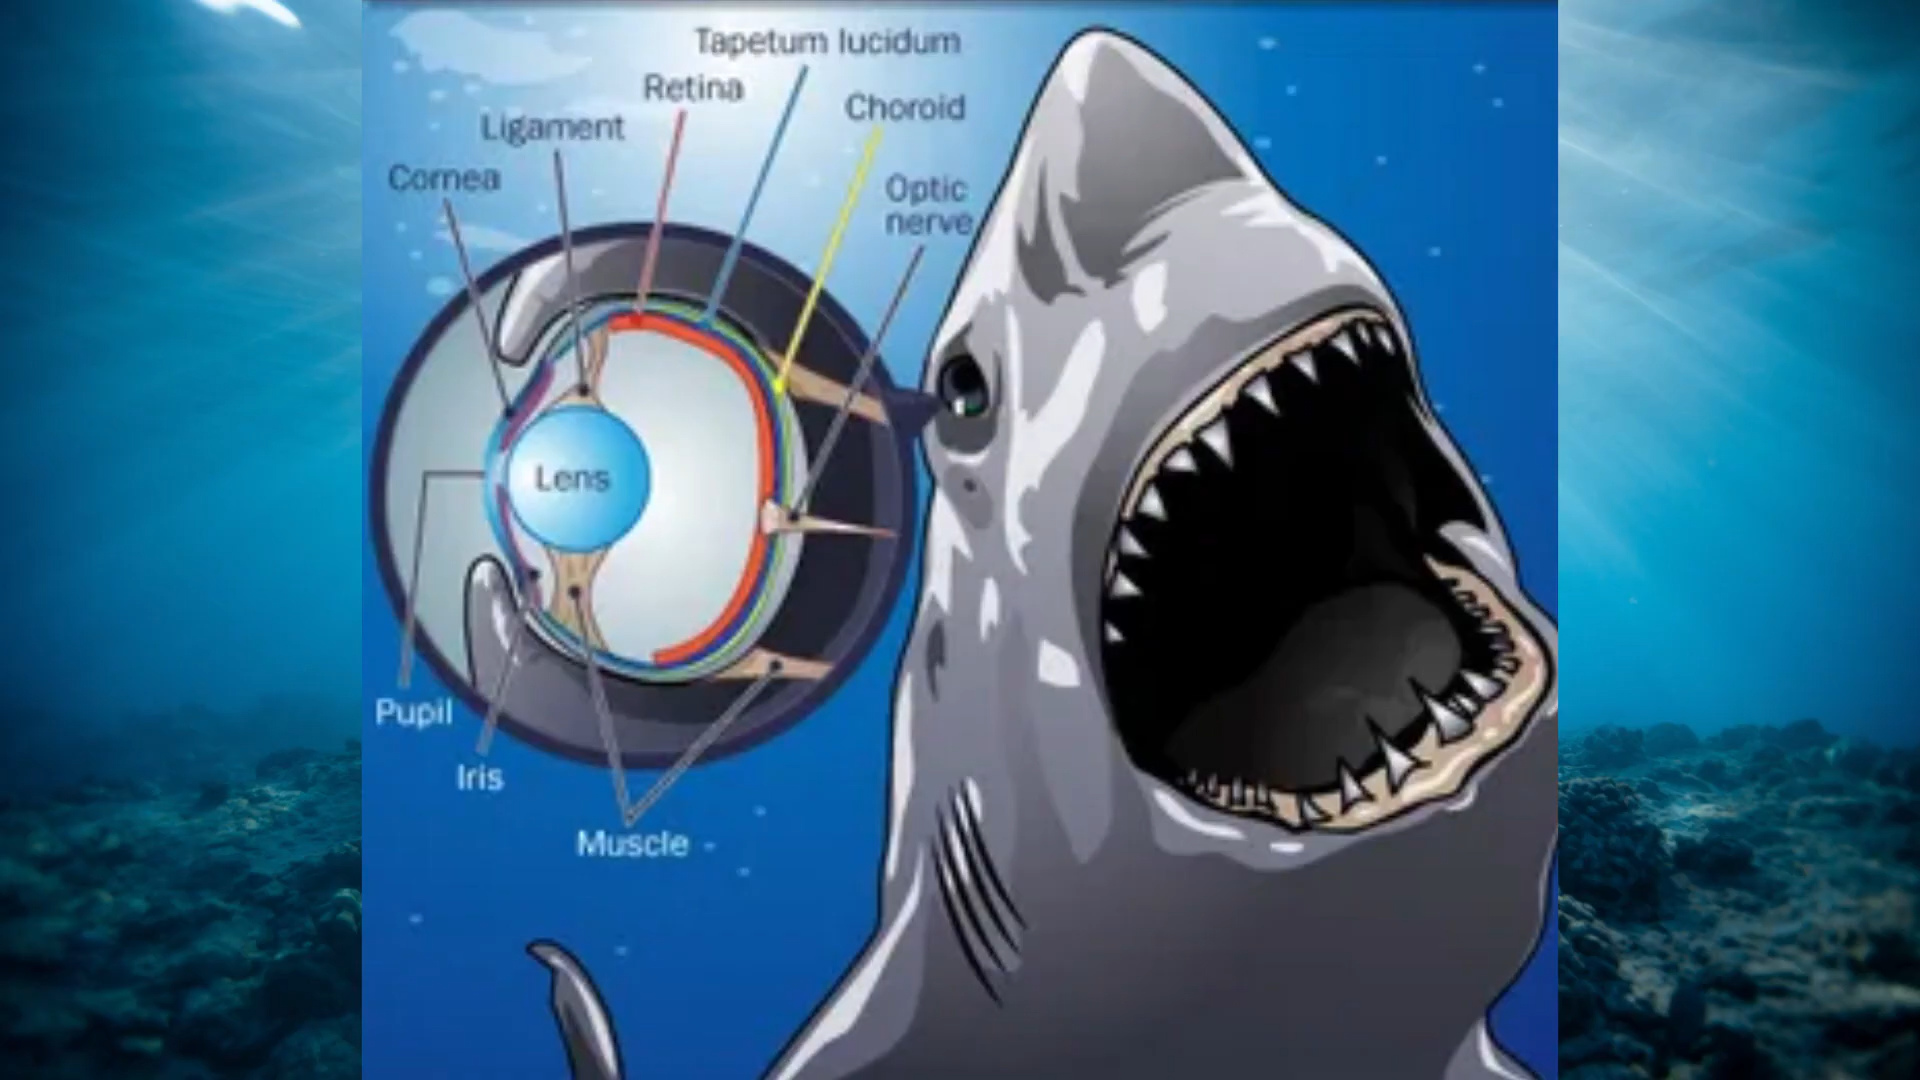 Tapetum lucidum
Retina
Choroid
Ligament
Cornea
Optic
nerve
Lens
Pupil
Iris
Muscle